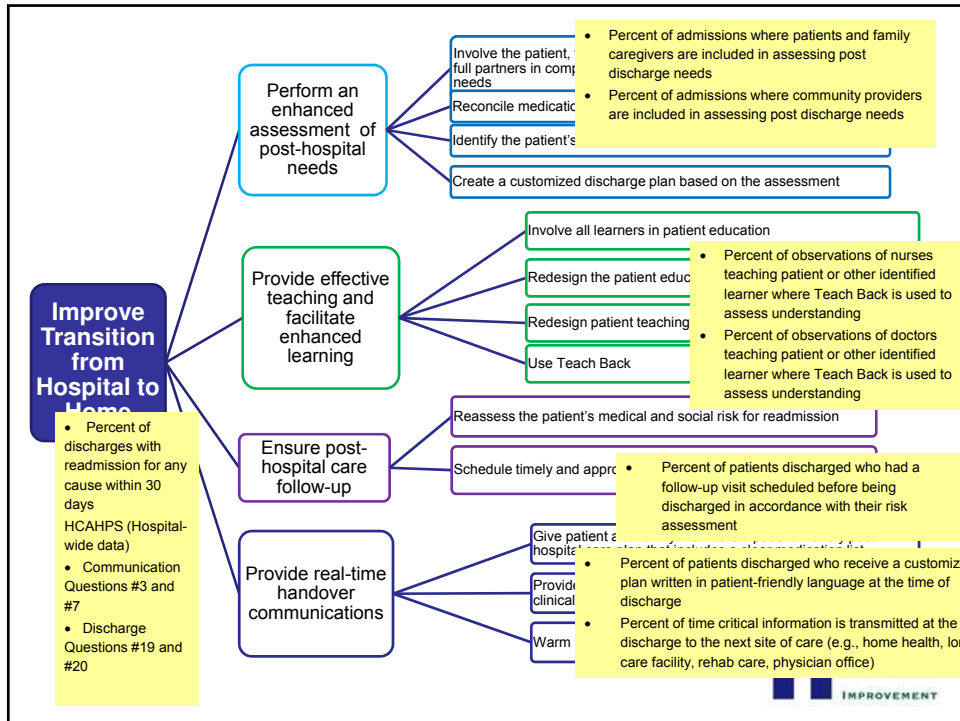 Improve
Transition
from
Hospital to
Home
• Percent of
discharges with
readmission for any
cause within 30
days
HCAHPS (Hospital-
wide data)
• Communication
Questions #3 and
#7
• Discharge
Questions #19 and
#20
Perform an
enhanced
assessment of
post-hospital
needs
Involve the patient,
full partners in comp
needs
Reconcile medicatio
Identify the patient's
Create a customized discharge plan based on the assessment
• Percent of admissions where patients and family
caregivers are included in assessing post
discharge needs
• Percent of admissions where community providers
are included in assessing post discharge needs
Provide effective
teaching and
facilitate
enhanced
learning
Involve all learners in patient education
Redesign the patient educ
Redesign patient teaching
Use Teach Back
• Percent of observations of nurses
teaching patient or other identified
learner where Teach Back is used to
assess understanding
• Percent of observations of doctors
teaching patient or other identified
learner where Teach Back is used to
assess understanding
Ensure post-
hospital care
follow-up
Reassess the patient's medical and social risk for readmission
Schedule timely and appro
• Percent of patients discharged who had a
follow-up visit scheduled before being
discharged in accordance with their risk
assessment
Provide real-time
handover
communications
Give patient a
hospital care plan that includes a clear medication list
Provide
clinical
Warm
• Percent of patients discharged who receive a customiz
plan written in patient-friendly language at the time of
discharge
• Percent of time critical information is transmitted at the
discharge to the next site of care (e.g., home health, lon
care facility, rehab care, physician office)
IMPROVEMENT